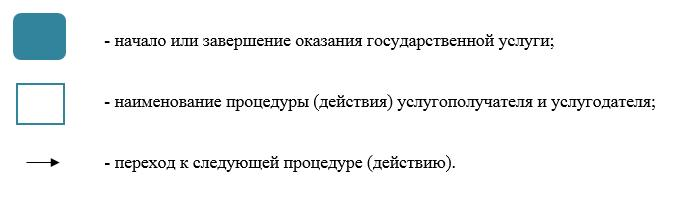 - начало или завершение оказания государственной услуги;
- наименование процедуры (действия) услугополучателя и услугодателя;
- переход к следующей процедуре (действию).